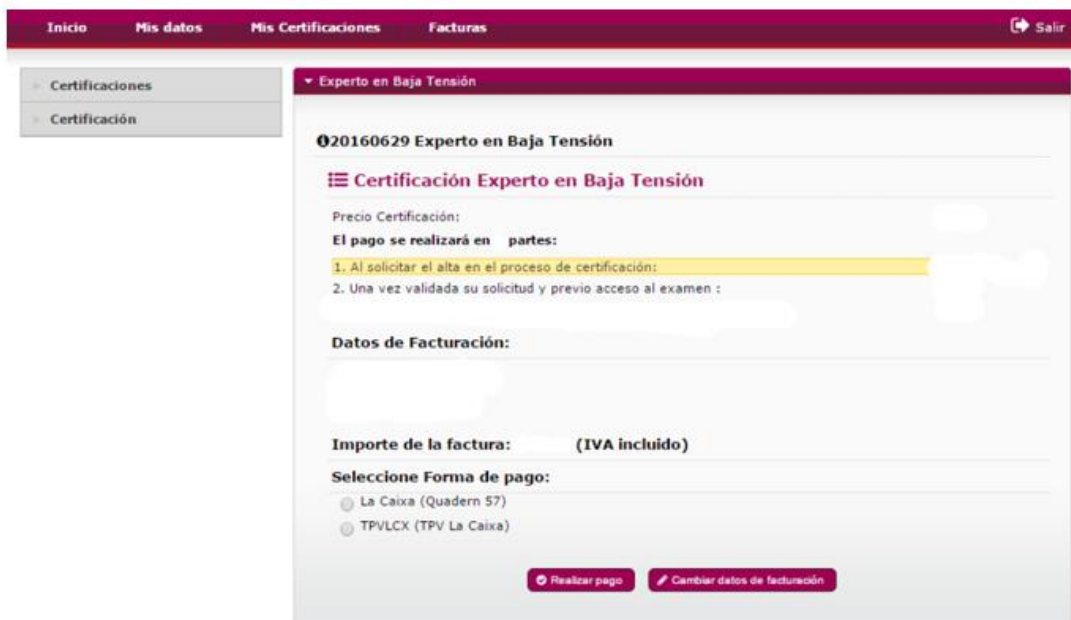 Inicio Mis datos Mis Certificaciones Facturas Salir
Certificaciones
Certificación
Experto en Baja Tensión
20160629 Experto en Baja Tensión
Certificación Experto en Baja Tensión
Precio Certificación:
El pago se realizará en partes:
1. Al solicitar el alta en el proceso de certificación:
2. Una vez validada su solicitud y previo acceso al examen :
Datos de Facturación:
Importe de la factura: (IVA incluido)
Seleccione Forma de pago:
La Caixa (Quadern 57)
TPVLCX (TPV La Caixa)
Realizar pago Cambiar datos de facturación